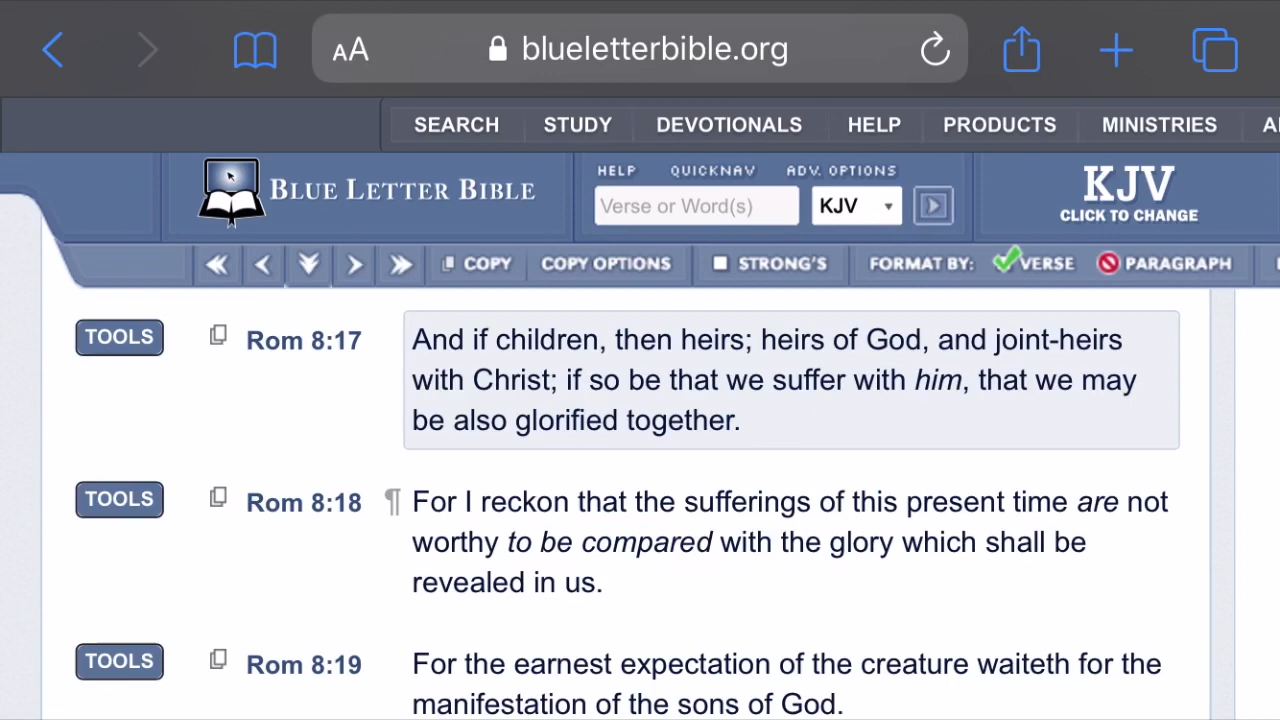 AA blueletterbible.org
SEARCH STUDY DEVOTIONALS HELP PRODUCTS MINISTRIES
BLUE LETTER BIBLE
HELP QUICKNAV ADV. OPTIONS
Verse or Word(s) KJV
KJV
CLICK TO CHANGE
COPY COPY OPTIONS STRONG'S FORMAT BY: VERSE PARAGRAPH
TOOLS Rom 8:17 And if children, then heirs; heirs of God, and joint-heirs
with Christ; if so be that we suffer with him, that we may
be also glorified together.
TOOLS Rom 8:18 ¶ For I reckon that the sufferings of this present time are not
worthy to be compared with the glory which shall be
revealed in us.
TOOLS Rom 8:19 For the earnest expectation of the creature waiteth for the
manifestation of the sons of God.